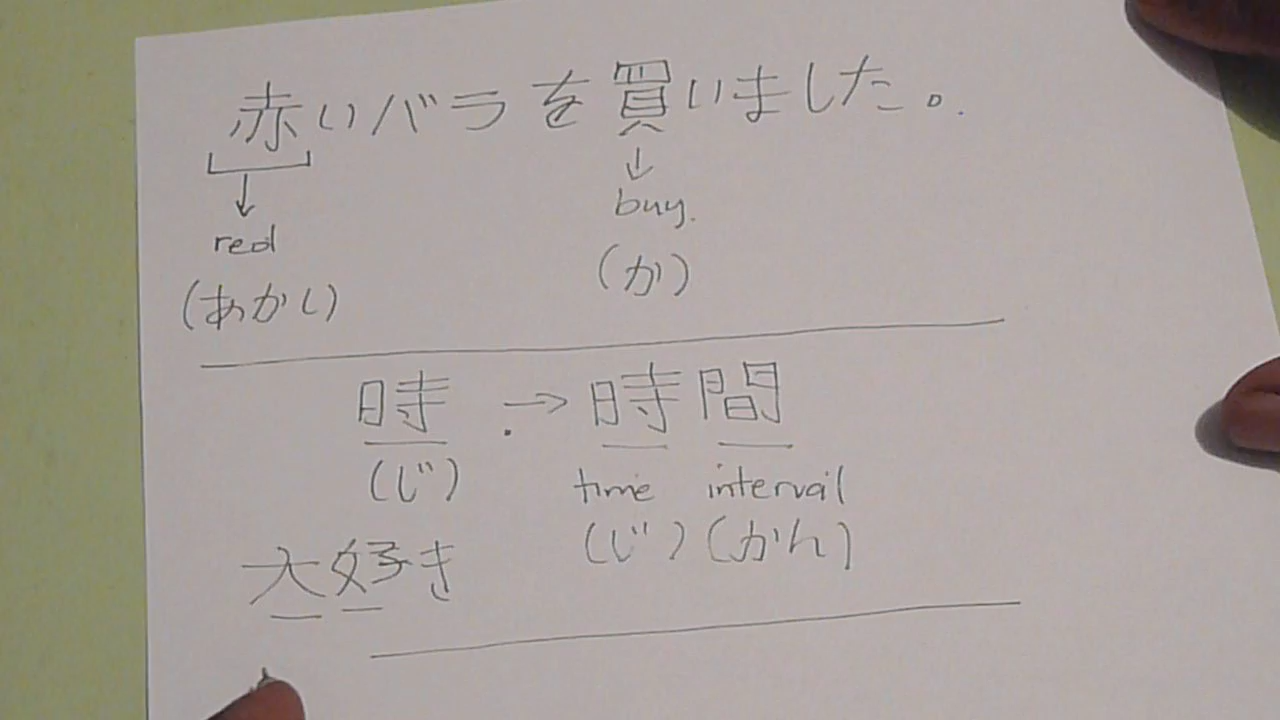 赤いバラを買いました。
↓ ↓
red buy.
(あかい) (か)
時 → 時間
(じ) time interval
(じ) (かん)
大好き